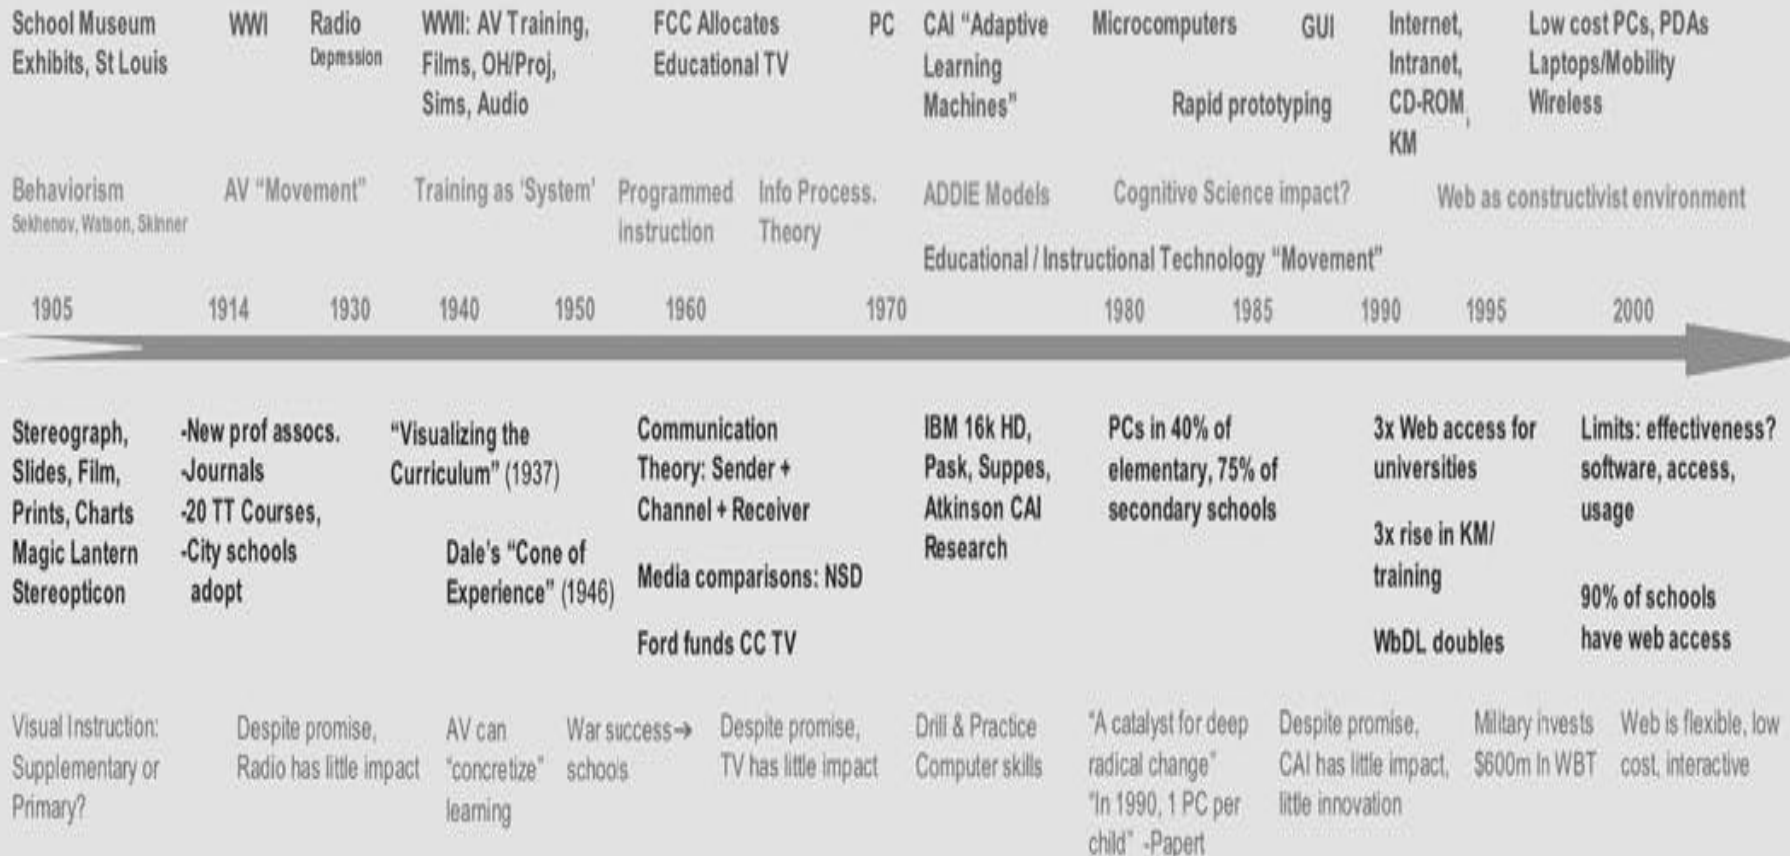 School Museum
Exhibits, St Louis
WWI
Radio
Depression
WWII: AV Training,
Films, OH/Proj,
Sims, Audio
FCC Allocates
Educational TV
PC
CAI "Adaptive
Learning
Machines"
Microcomputers
GUI
Rapid prototyping
Internet,
Intranet,
CD-ROM,
KM
Low cost PCs, PDAs
Laptops/Mobility
Wireless
Behaviorism
Sekhenov, Watson, Skinner
AV "Movement"
Training as 'System'
Programmed
instruction
Info Process.
Theory
ADDIE Models
Cognitive Science impact?
Web as constructivist environment
Educational / Instructional Technology "Movement"
1905 1914 1930 1940 1950 1960 1970 1980 1985 1990 1995 2000
Stereograph,
Slides, Film,
Prints, Charts
Magic Lantern
Stereopticon
-New prof assocs.
-Journals
-20 TT Courses,
-City schools
adopt
"Visualizing the
Curriculum" (1937)
Dale's "Cone of
Experience" (1946)
Communication
Theory: Sender +
Channel + Receiver
Media comparisons: NSD
Ford funds CC TV
IBM 16k HD,
Pask, Suppes,
Atkinson CAI
Research
PCs in 40% of
elementary, 75% of
secondary schools
3x Web access for
universities
3x rise in KM/
training
WbDL doubles
Limits: effectiveness?
software, access,
usage
90% of schools
have web access
Visual Instruction:
Supplementary or
Primary?
Despite promise,
Radio has little impact
AV can
"concretize"
learning
War success→
schools
Despite promise,
TV has little impact
Drill & Practice
Computer skills
"A catalyst for deep
radical change"
"In 1990, 1 PC per
child" -Papert
Despite promise,
CAI has little impact,
little innovation
Military invests
$600m In WBT
Web is flexible, low
cost, interactive